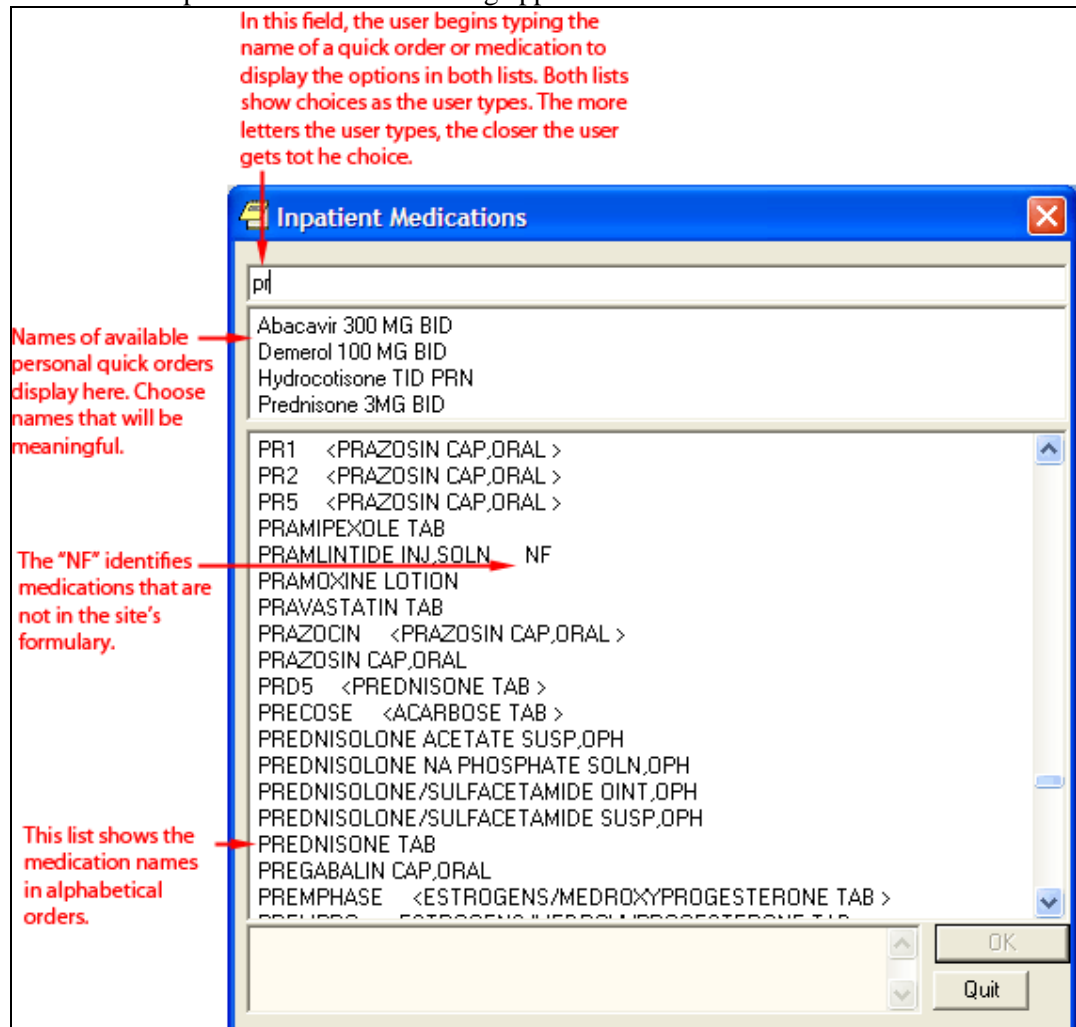 In this field, the user begins typing the
name of a quick order or medication to
display the options in both lists. Both lists
show choices as the user types. The more
letters the user types, the closer the user
gets tot he choice.
Inpatient Medications
pr
Names of available
personal quick orders
display here. Choose
names that will be
meaningful.
Abacavir 300 MG BID
Demerol 100 MG BID
Hydrocotisone TID PRN
Prednisone 3MG BID
PR1 <PRAZOSIN CAP,ORAL >
PR2 <PRAZOSIN CAP,ORAL >
PR5 <PRAZOSIN CAP,ORAL >
PRAMIPEXOLE TAB
PRAMLINTIDE INJ,SOLN NF
PRAMOXINE LOTION
PRAVASTATIN TAB
PRAZOCIN <PRAZOSIN CAP,ORAL >
PRAZOSIN CAP,ORAL
PRD5 <PREDNISONE TAB >
PRECOSE <ACARBOSE TAB >
PREDNISOLONE ACETATE SUSP,OPH
PREDNISOLONE NA PHOSPHATE SOLN,OPH
PREDNISOLONE/SULFACETAMIDE OINT,OPH
PREDNISOLONE/SULFACETAMIDE SUSP,OPH
PREDNISONE TAB
PREGABALIN CAP,ORAL
PREMPHASE <ESTROGENS/MEDROXYPROGESTERONE TAB >
The "NF" identifies
medications that are
not in the site's
formulary.
This list shows the
medication names
in alphabetical
orders.
OK
Quit